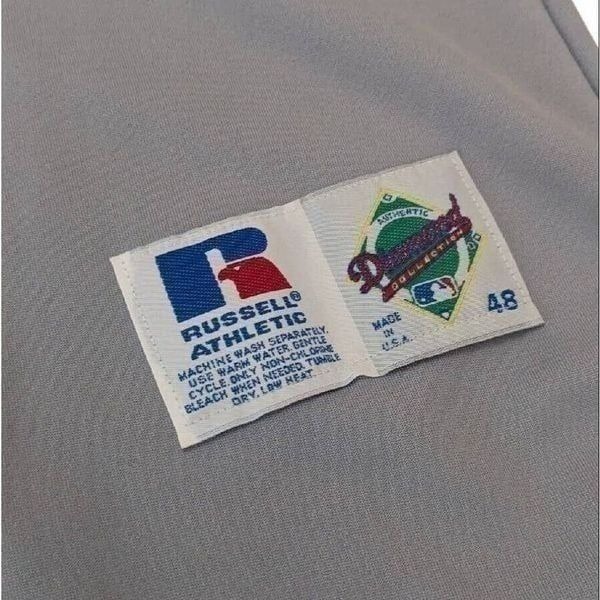 RUSSELL®
ATHLETIC
MACHINE WASH SEPARATELY.
USE WARM WATER, GENTLE
CYCLE. ONLY NON-CHLORINE
BLEACH WHEN NEEDED. TUMBLE
DRY, LOW HEAT.
AUTHENTIC
Diamond
COLLECTION
MADE
IN
U.S.A.
48